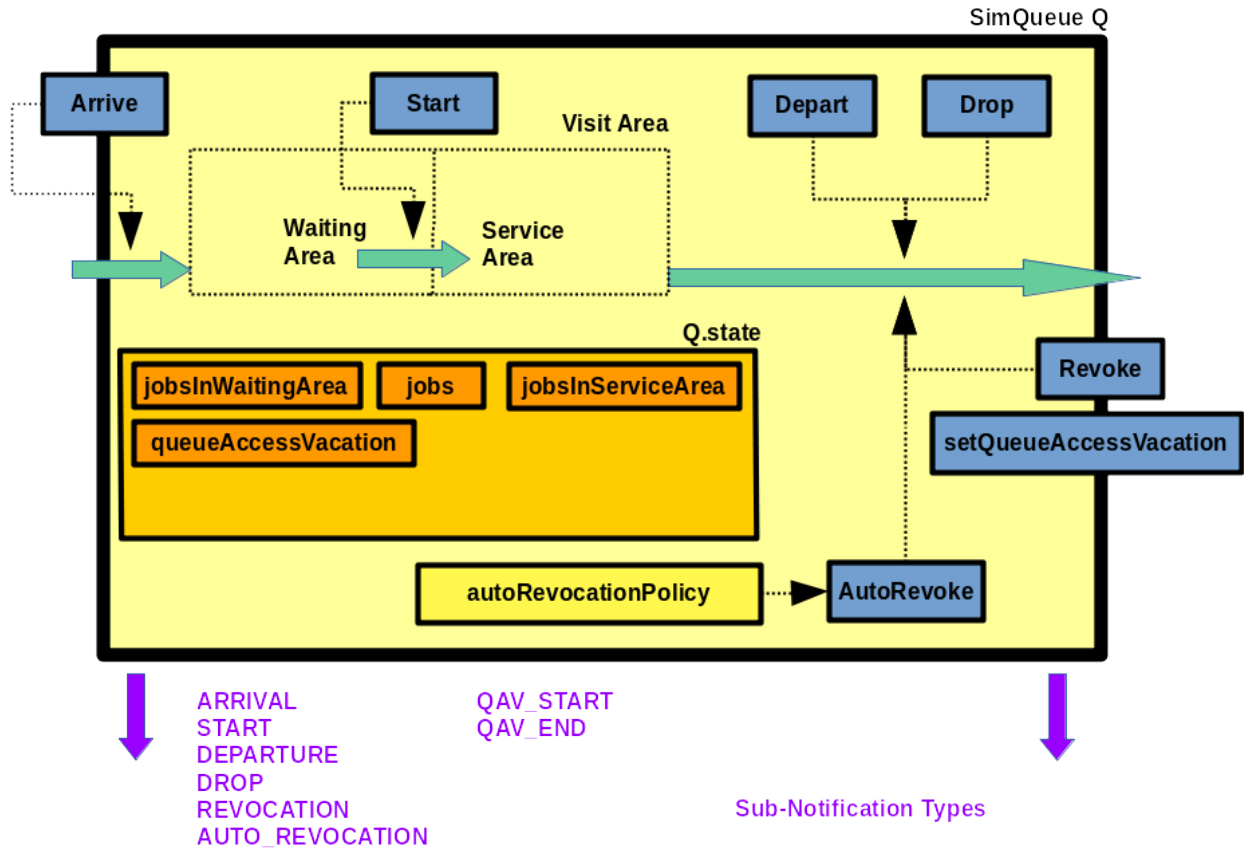 SimQueue Q
Arrive
Start
Depart
Drop
Visit Area
Waiting
Area
Service
Area
Q.state
jobsInWaitingArea
jobs
jobsInServiceArea
queueAccessVacation
Revoke
setQueueAccessVacation
autoRevocationPolicy
AutoRevoke
ARRIVAL
START
DEPARTURE
DROP
REVOCATION
AUTO_REVOCATION
QAV_START
QAV_END
Sub-Notification Types